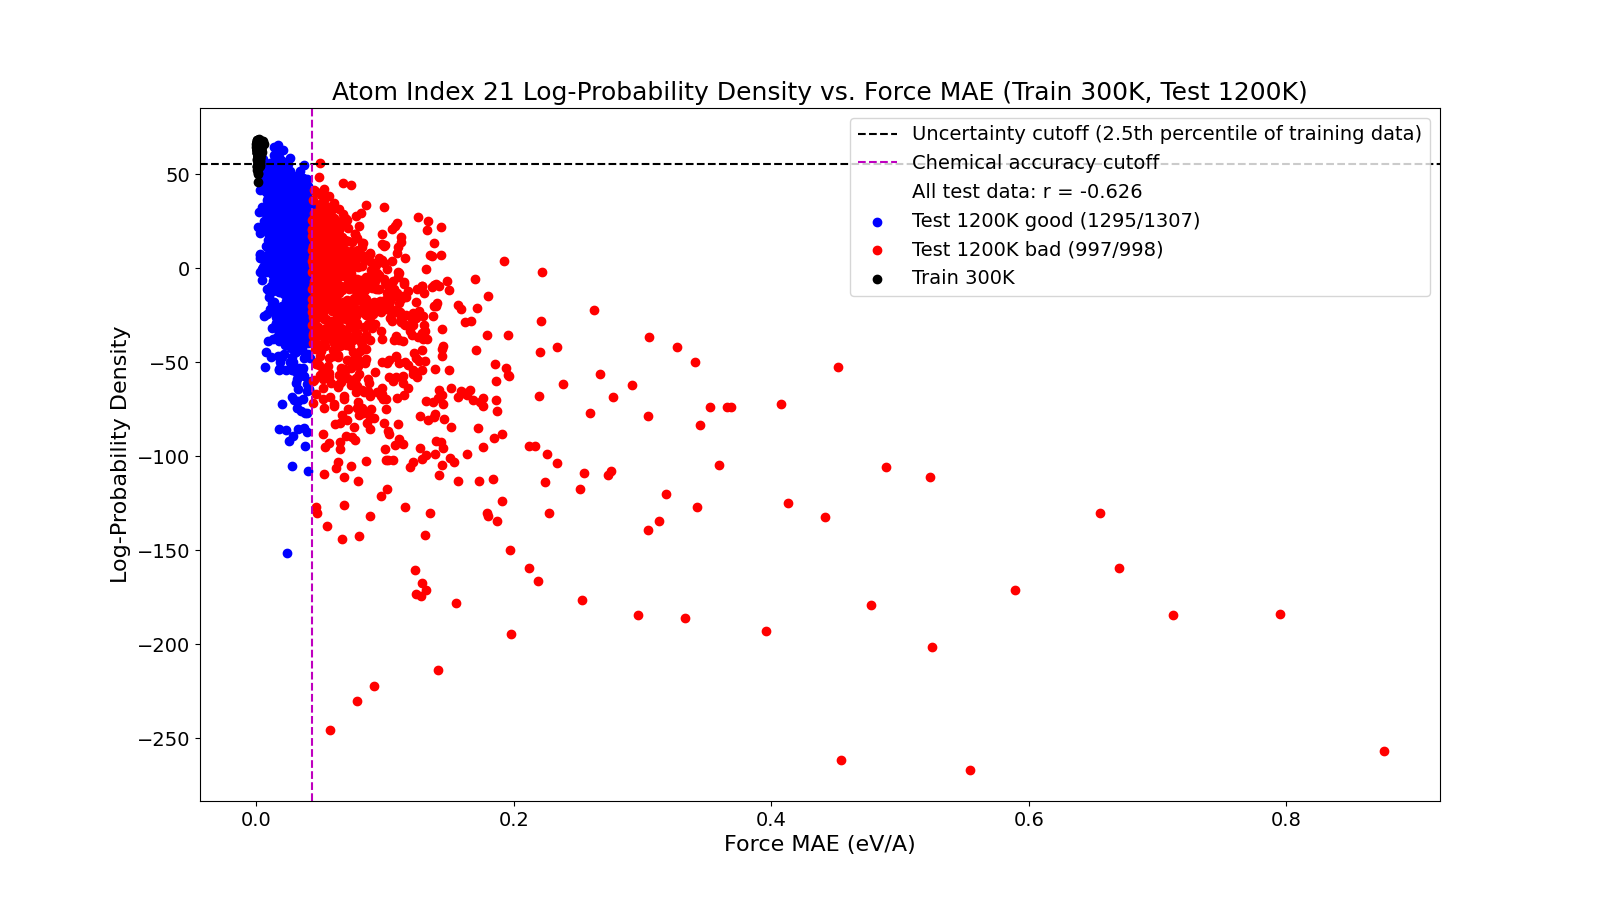 Atom Index 21 Log-Probability Density vs. Force MAE (Train 300K, Test 1200K)
Uncertainty cutoff (2.5th percentile of training data)
Chemical accuracy cutoff
All test data: r = -0.626
Test 1200K good (1295/1307)
Test 1200K bad (997/998)
Train 300K
Log-Probability Density
50
0
−50
−100
−150
−200
−250
0.0
0.2
0.4
0.6
0.8
Force MAE (eV/A)